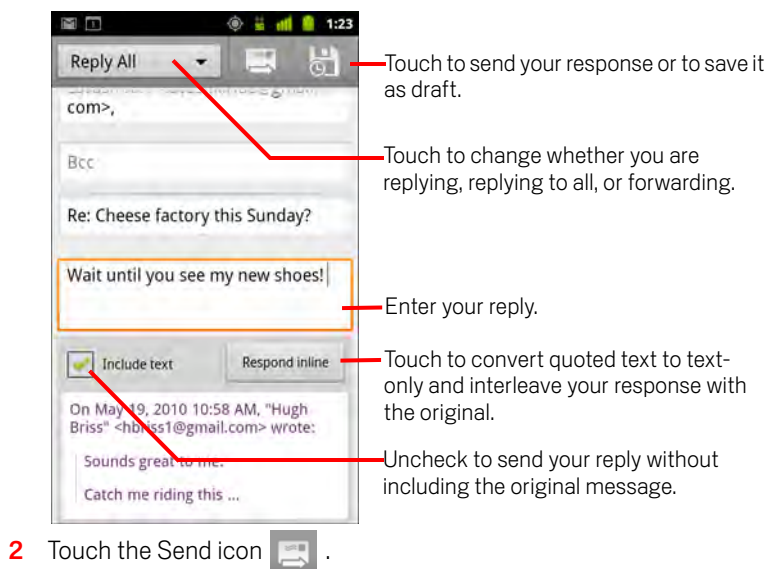 1:23
Reply All
Touch to send your response or to save it
as draft.
com>,
Touch to change whether you are
replying, replying to all, or forwarding.
Bcc
Re: Cheese factory this Sunday?
Wait until you see my new shoes!
Enter your reply.
Include text
Respond inline
Touch to convert quoted text to text-
only and interleave your response with
the original.
On May 19, 2010 10:58 AM, "Hugh
Briss" <hbriss1@gmail.com> wrote:
Sounds great to me.
Catch me riding this ...
Uncheck to send your reply without
including the original message.
2 Touch the Send icon .